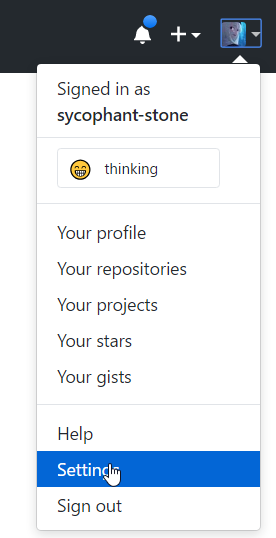 Signed in as
sycophant-stone
thinking
Your profile
Your repositories
Your projects
Your stars
Your gists
Help
Settings
Sign out